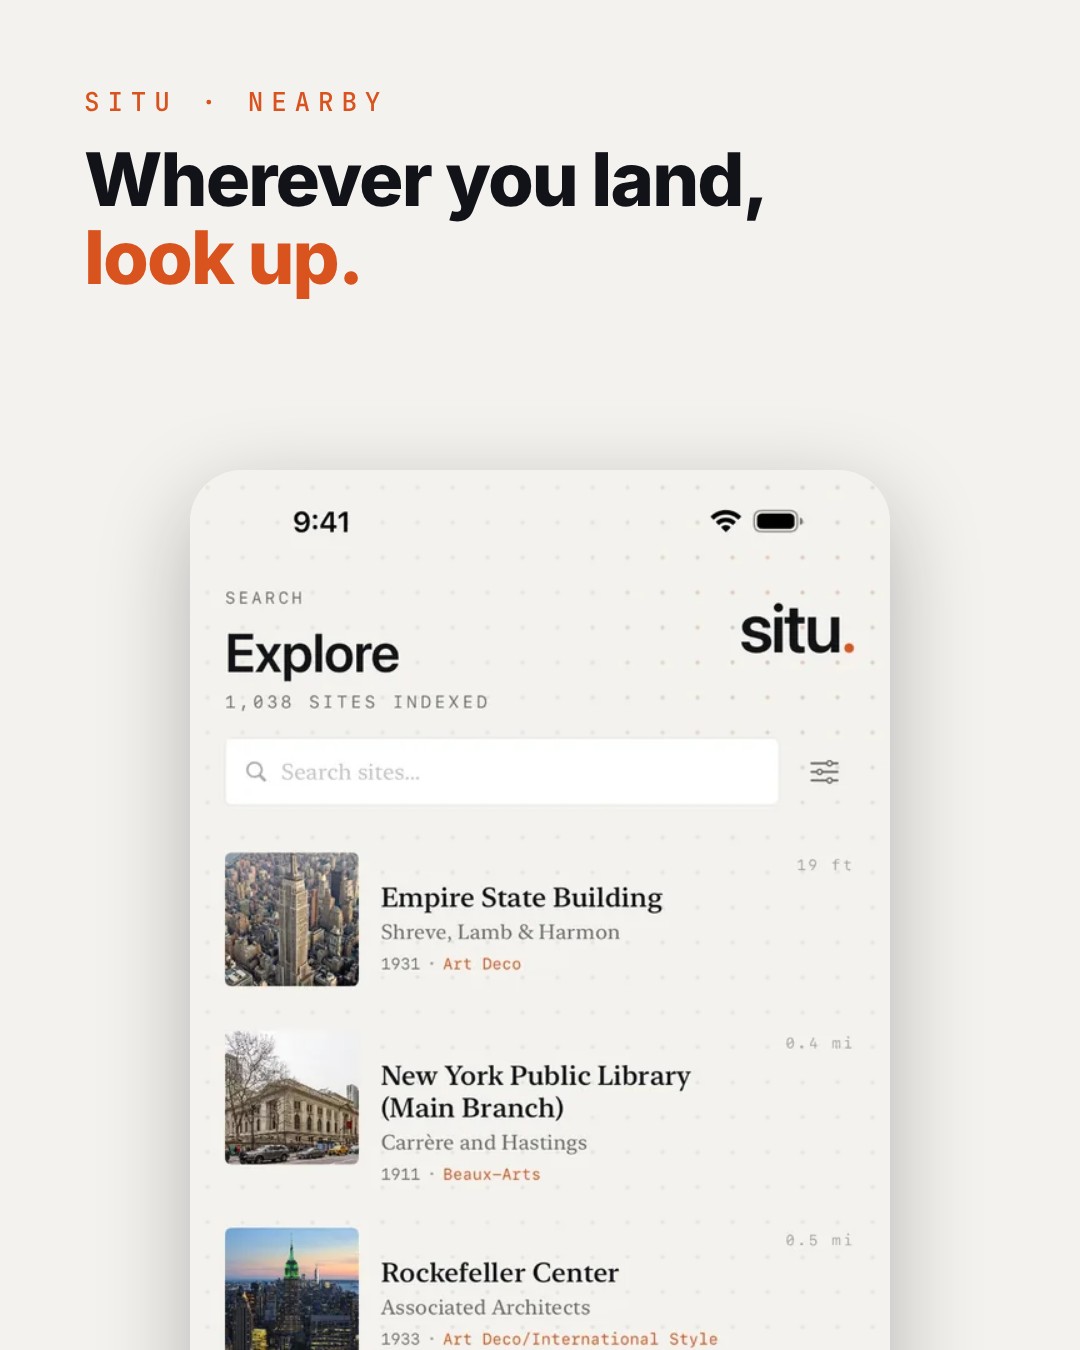 SITU · NEARBY
Wherever you land,
look up.
9:41
SEARCH
Explore
situ.
1,038 SITES INDEXED
Search sites...
19 ft
Empire State Building
Shreve, Lamb & Harmon
1931 · Art Deco
0.4 mi
New York Public Library
(Main Branch)
Carrère and Hastings
1911 · Beaux-Arts
0.5 mi
Rockefeller Center
Associated Architects
1933 · Art Deco/International Style